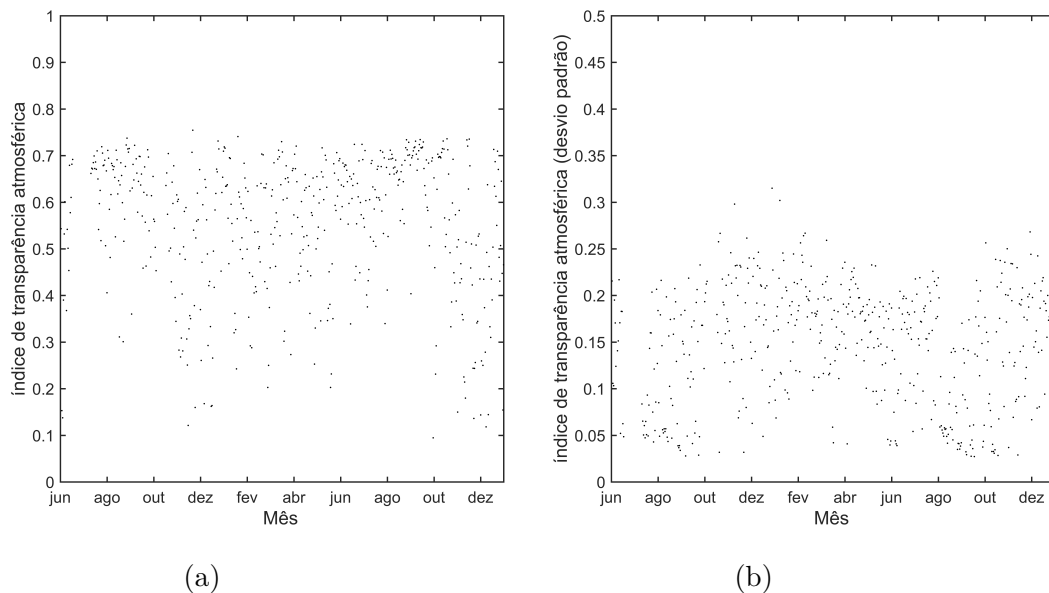 1
0.9
0.8
0.7
0.6
0.5
0.4
0.3
0.2
0.1
0
índice de transparência atmosférica
jun ago out dez fev abr jun ago out dez
Mês
(a)
0.5
0.45
0.4
0.35
0.3
0.25
0.2
0.15
0.1
0.05
0
índice de transparência atmosférica (desvio padrão)
jun ago out dez fev abr jun ago out dez
Mês
(b)